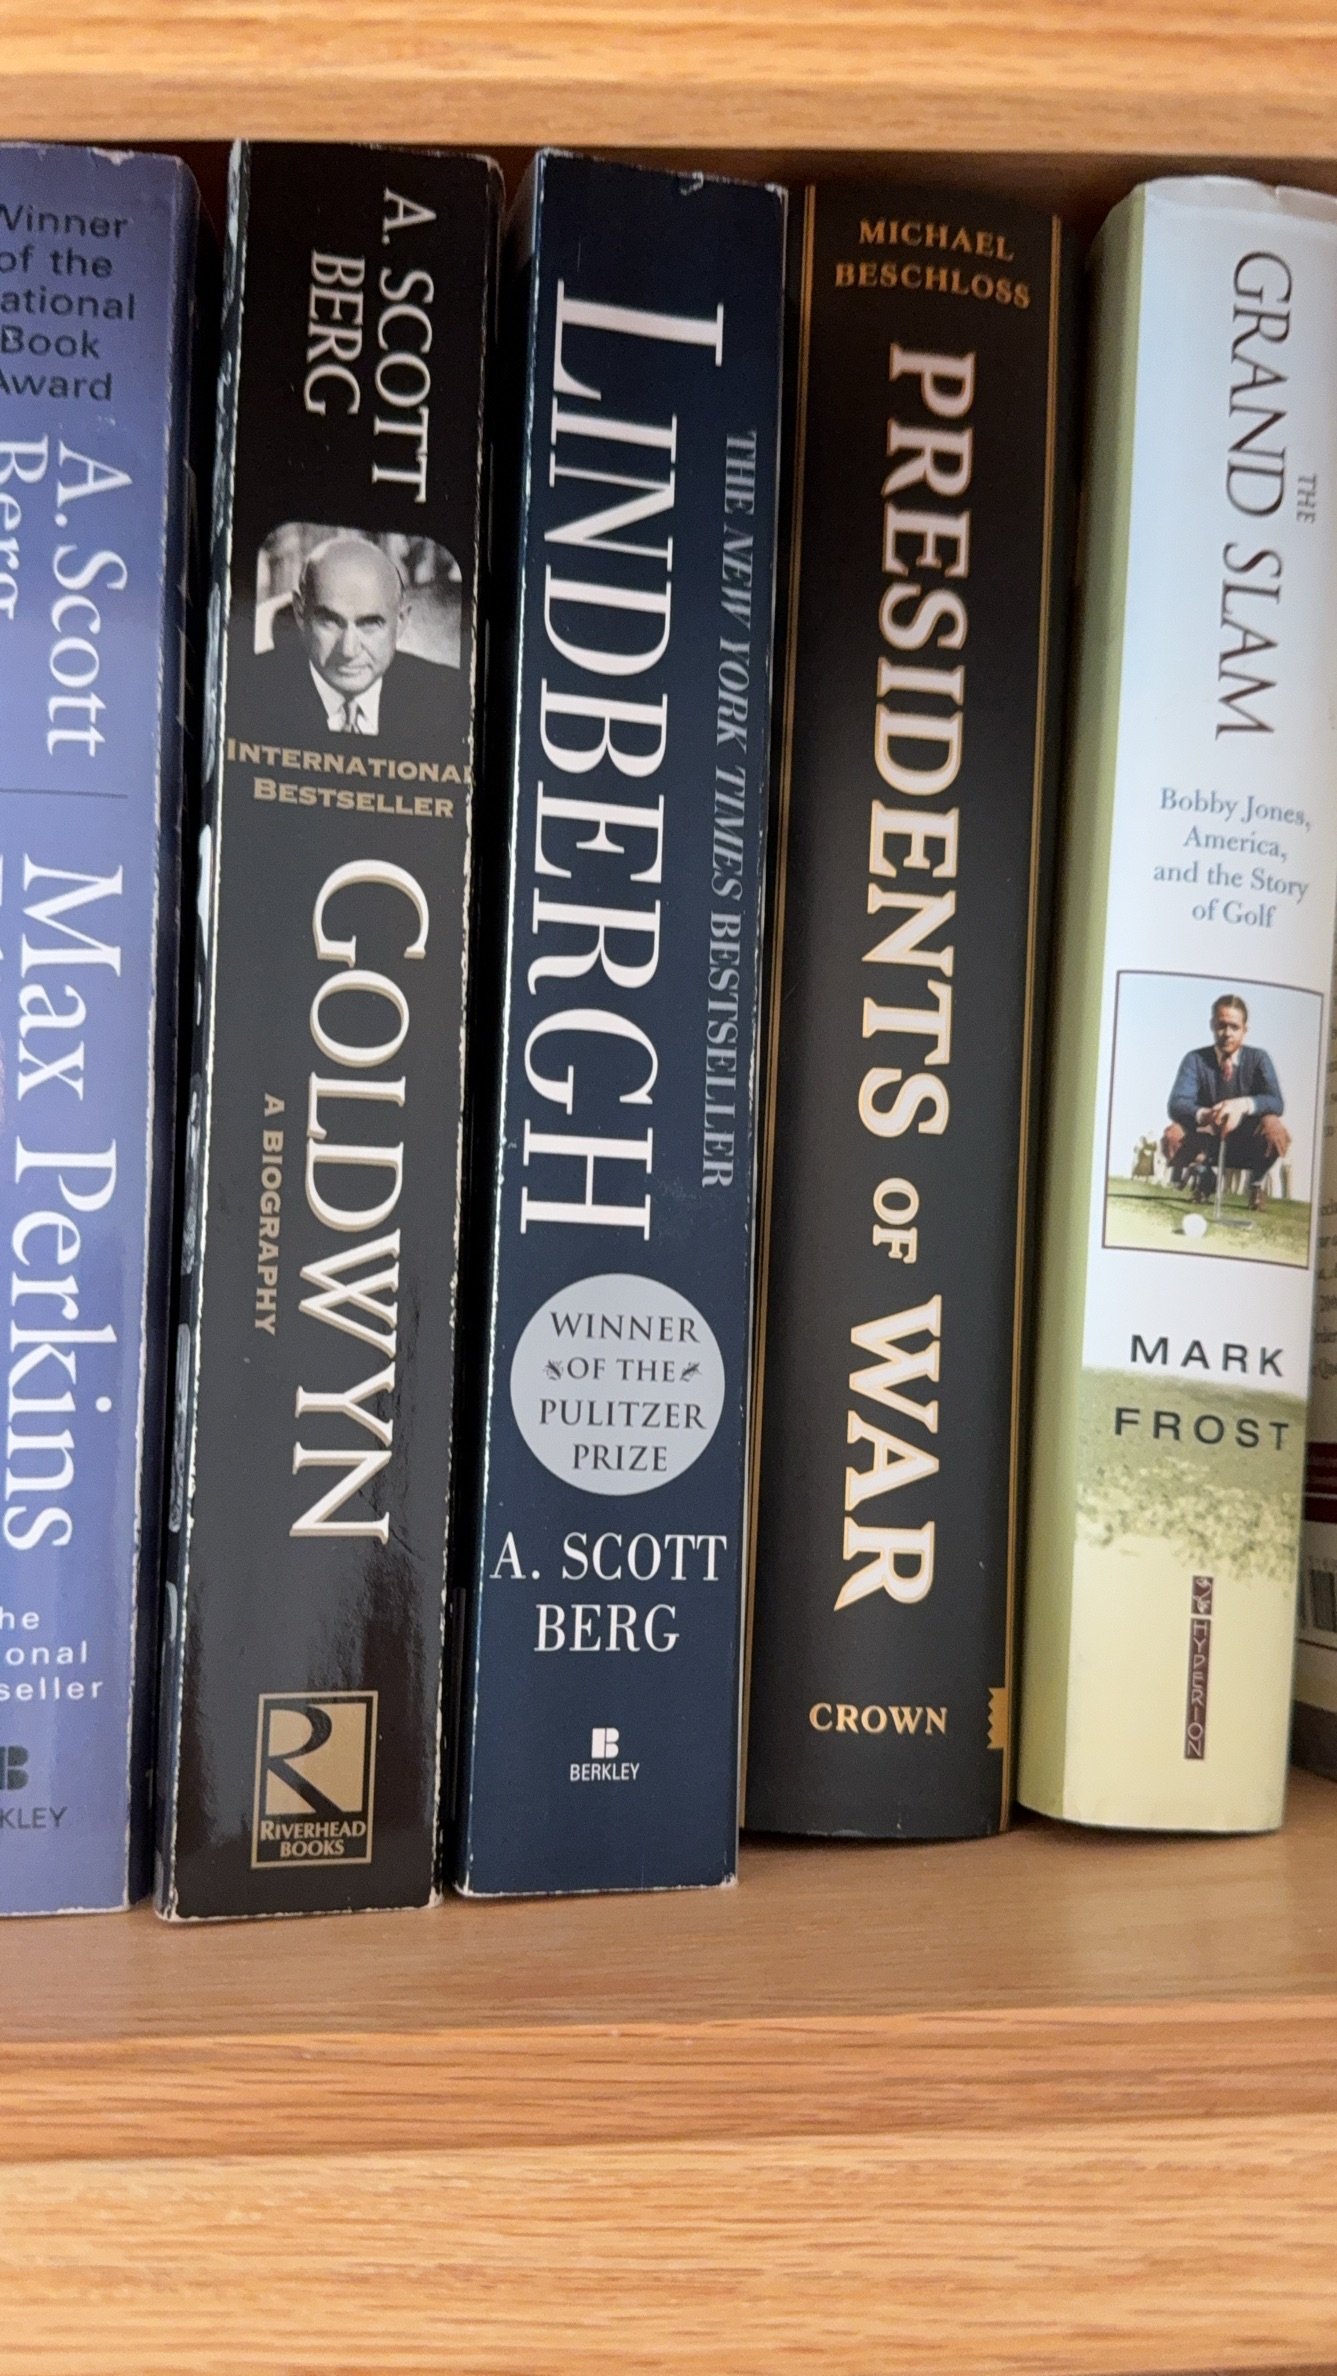 Winner
of the
ational
Book
Award
A. Scott
Berg
Max Perkins
he
onal
seller
B
KLEY
A. SCOTT
BERG
INTERNATIONAL
BESTSELLER
GOLDWYN
A BIOGRAPHY
R
RIVERHEAD
BOOKS
THE NEW YORK TIMES BESTSELLER
LINDBERGH
WINNER
OF THE
PULITZER
PRIZE
A. SCOTT
BERG
B
BERKLEY
MICHAEL
BESCHLOSS
PRESIDENTS OF WAR
CROWN
THE
GRAND SLAM
Bobby Jones,
America,
and the Story
of Golf
MARK
FROST
HYPERION